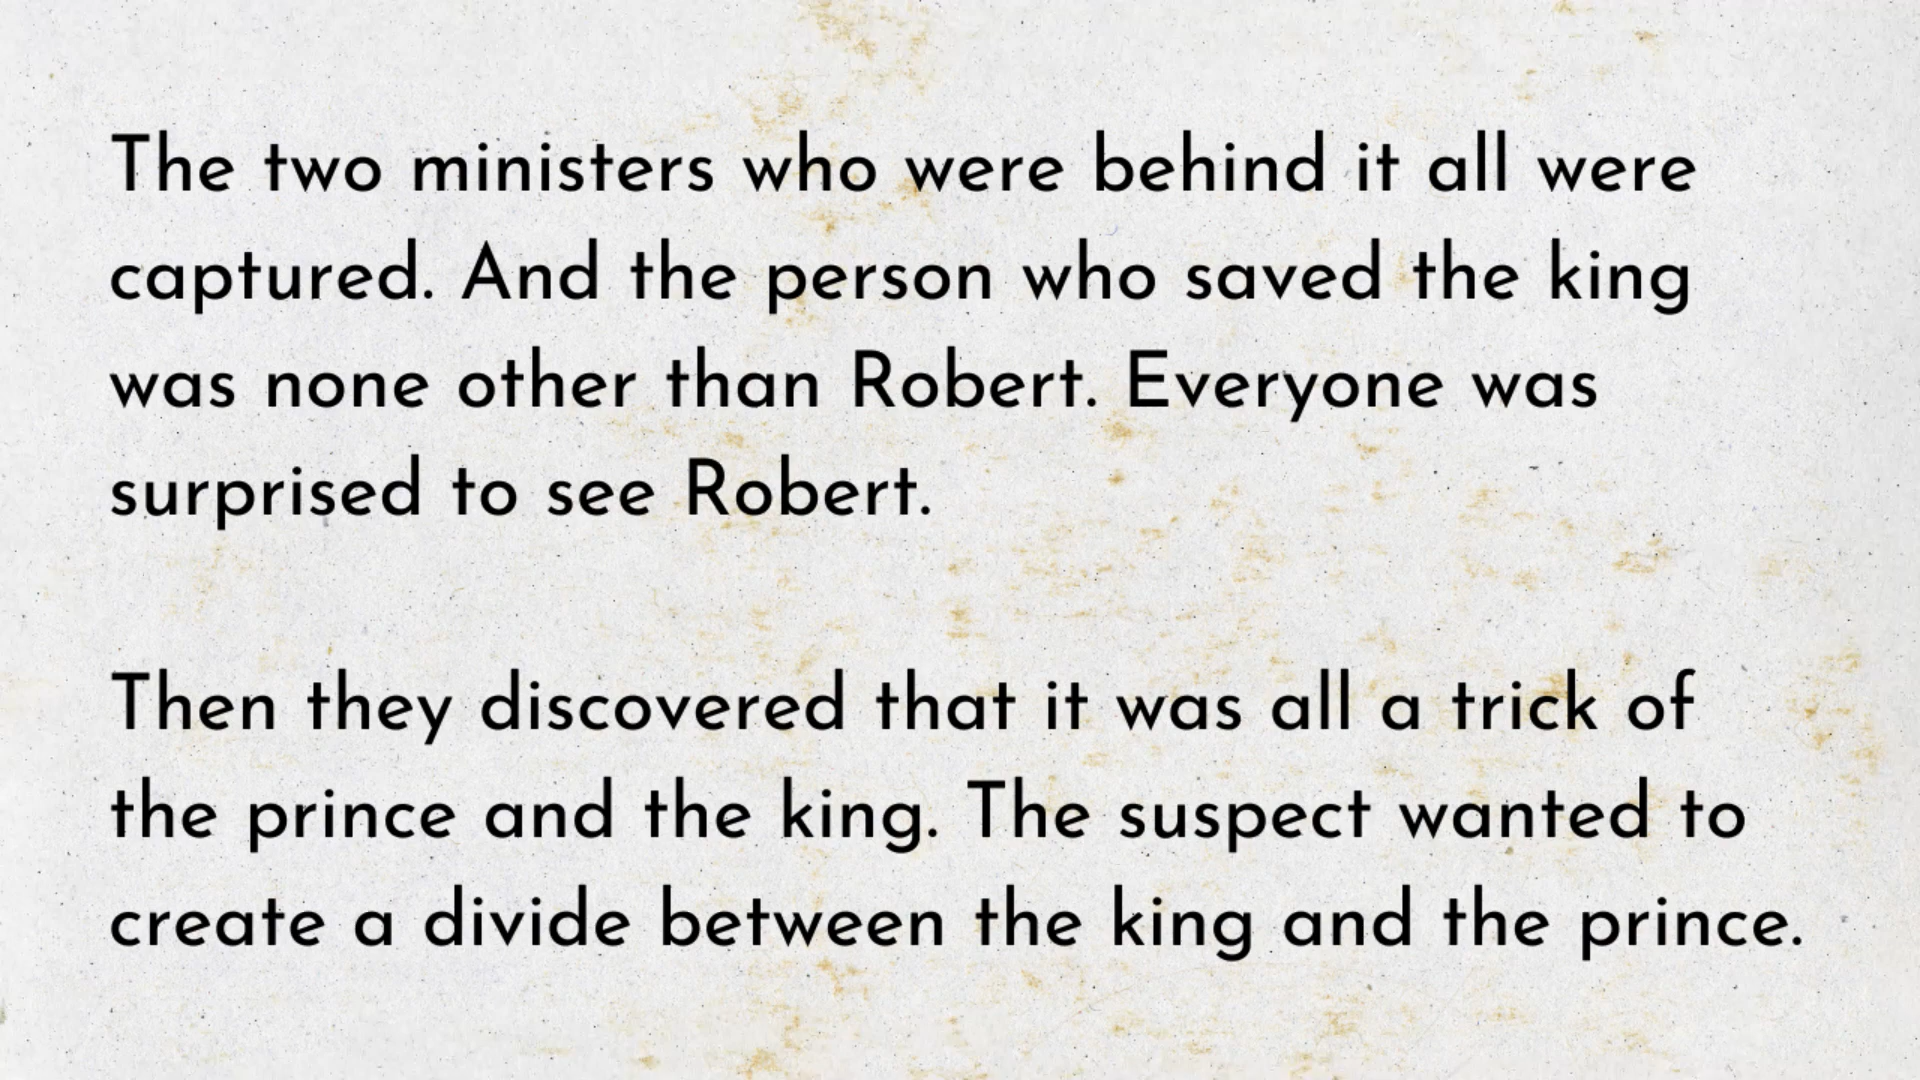 The two ministers who were behind it all were
captured. And the person who saved the king
was none other than Robert. Everyone was
surprised to see Robert.
Then they discovered that it was all a trick of
the prince and the king. The suspect wanted to
create a divide between the king and the prince.